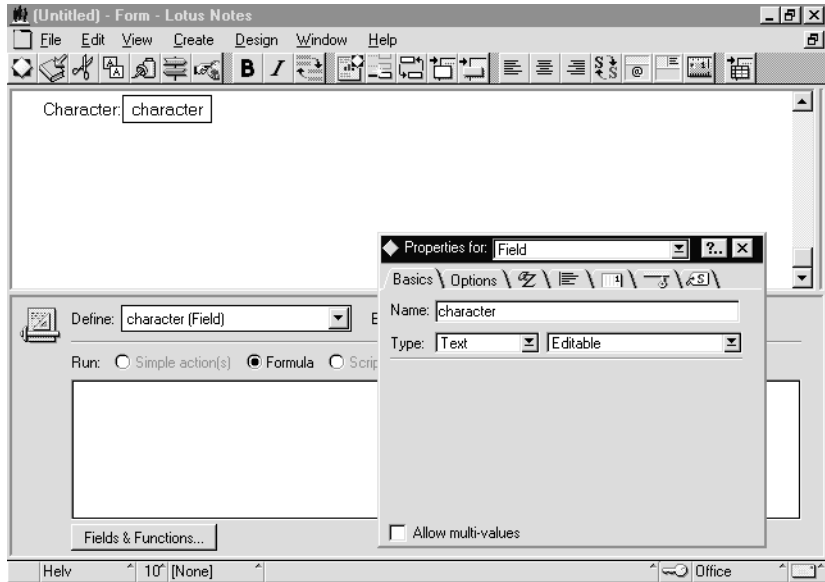 (Untitled) - Form - Lotus Notes
File Edit View Create Design Window Help
B I
Character: character
Properties for: Field ?..
Basics Options
Name: character
Type: Text Editable
Allow multi-values
Define: character (Field) E
Run: Simple action(s) Formula Scrip
Fields & Functions...
Helv 10 [None] Office